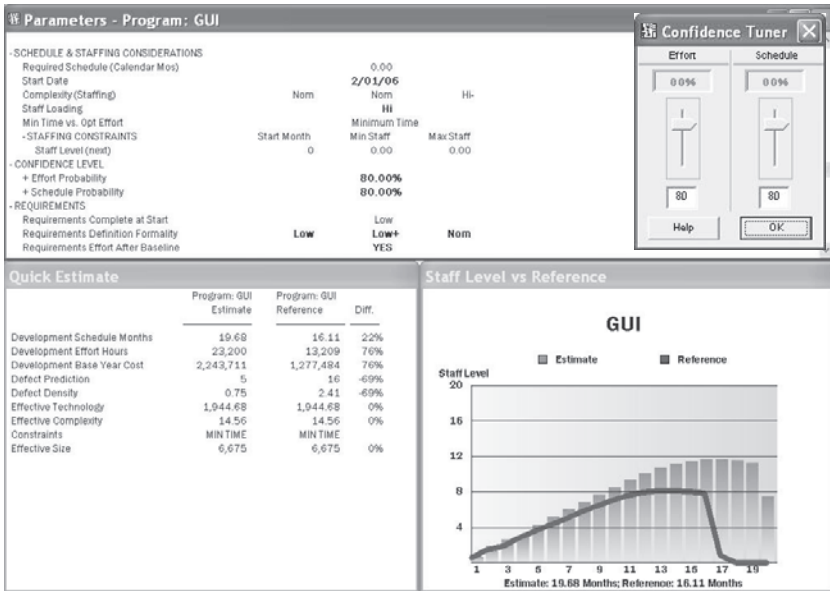 Parameters - Program: GUI
-SCHEDULE & STAFFING CONSIDERATIONS
Required Schedule (Calendar Mos) 0.00
Start Date 2/01/06
Complexity (Staffing) Nom Nom Hi-
Staff Loading Hi
Min Time vs. Opt Effort Minimum Time
-STAFFING CONSTRAINTS Start Month Min Staff Max Staff
Staff Level (next) 0 0.00 0.00
- CONFIDENCE LEVEL
+ Effort Probability 80.00%
+ Schedule Probability 80.00%
- REQUIREMENTS
Requirements Complete at Start Low
Requirements Definition Formality Low Low+ Nom
Requirements Effort After Baseline YES
Confidence Tuner
Effort Schedule
80 80
Help OK
Quick Estimate
Program: GUI Program: GUI
Estimate Reference Diff.
Development Schedule Months 19.68 16.11 22%
Development Effort Hours 23,200 13,209 76%
Development Base Year Cost 2,243,711 1,277,484 76%
Defect Prediction 5 16 -69%
Defect Density 0.75 2.41 -69%
Effective Technology 1,944.68 1,944.68 0%
Effective Complexity 14.56 14.56 0%
Constraints MIN TIME MIN TIME
Effective Size 6,675 6,675 0%
Staff Level vs Reference
GUI
Estimate Reference
Staff Level
20
16
12
8
4
1 3 5 7 9 11 13 15 17 19
Estimate: 19.68 Months; Reference: 16.11 Months